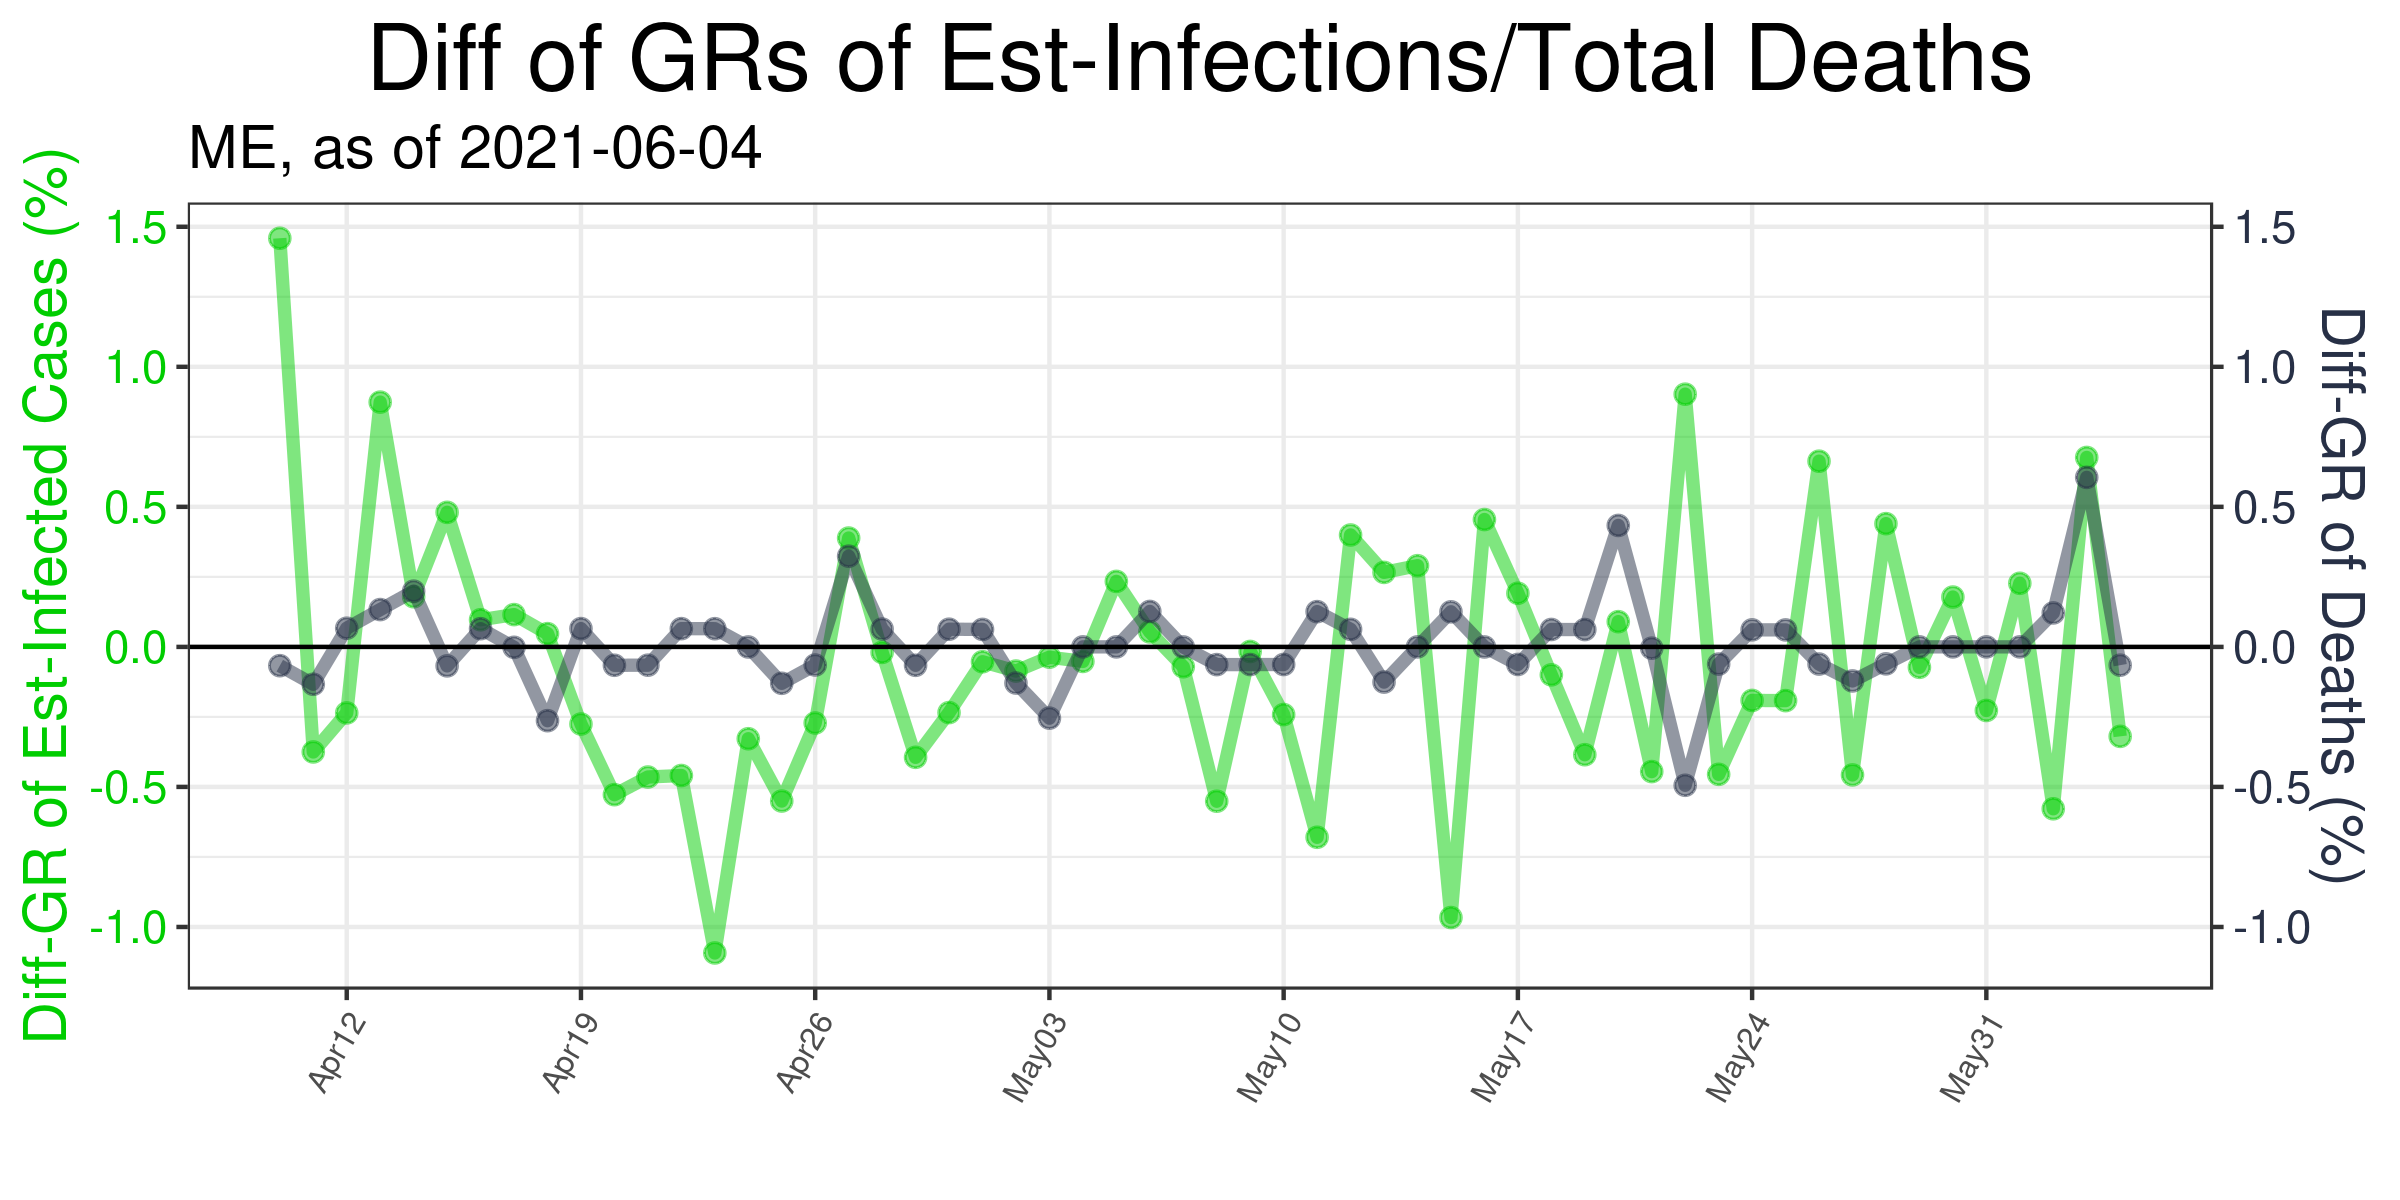 Diff of GRs of Est-Infections/Total Deaths
ME, as of 2021-06-04
Diff-GR of Est-Infected Cases (%)
1.5
1.0
0.5
0.0
-0.5
-1.0
1.5
1.0
0.5
0.0
-0.5
-1.0
Diff-GR of Deaths (%)
Apr12
Apr19
Apr26
May03
May10
May17
May24
May31